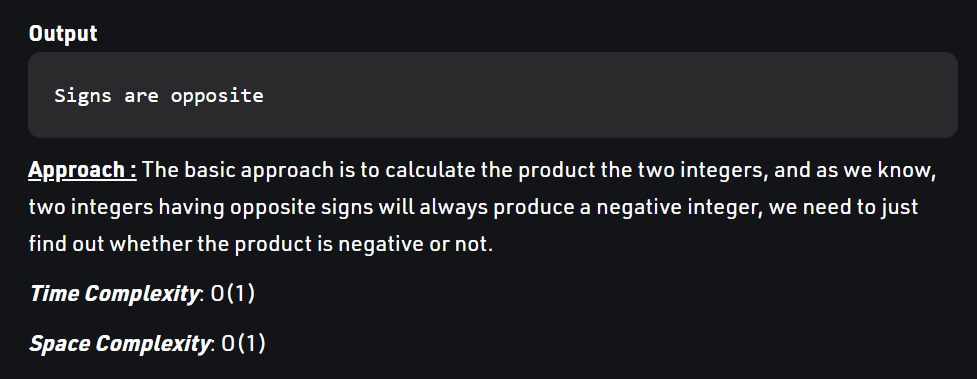 Output
Signs are opposite
Approach : The basic approach is to calculate the product the two integers, and as we know,
two integers having opposite signs will always produce a negative integer, we need to just
find out whether the product is negative or not.
Time Complexity: O(1)
Space Complexity: O(1)